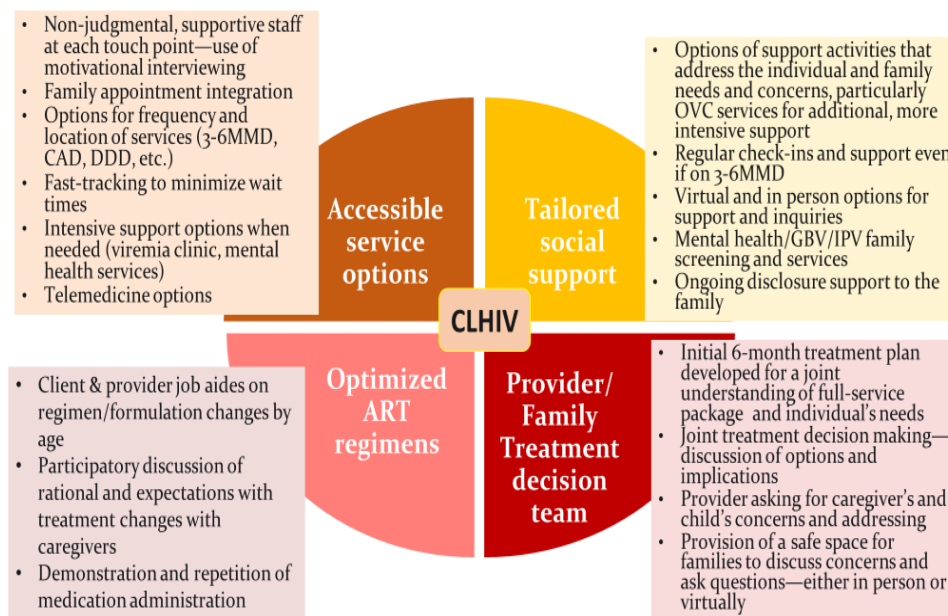 • Non-judgmental, supportive staff
at each touch point—use of
motivational interviewing
• Family appointment integration
• Options for frequency and
location of services (3-6MMD,
CAD, DDD, etc.)
• Fast-tracking to minimize wait
times
• Intensive support options when
needed (viremia clinic, mental
health services)
• Telemedicine options
Accessible
service
options
Tailored
social
support
• Options of support activities that
address the individual and family
needs and concerns, particularly
OVC services for additional, more
intensive support
• Regular check-ins and support even
if on 3-6MMD
• Virtual and in person options for
support and inquiries
• Mental health/GBV/IPV family
screening and services
• Ongoing disclosure support to the
family
CLHIV
• Client & provider job aides on
regimen/formulation changes by
age
• Participatory discussion of
rational and expectations with
treatment changes with
caregivers
• Demonstration and repetition of
medication administration
Optimized
ART
regimens
Provider/
Family
Treatment
decision
team
• Initial 6-month treatment plan
developed for a joint
understanding of full-service
package and individual's needs
• Joint treatment decision making—
discussion of options and
implications
• Provider asking for caregiver's and
child's concerns and addressing
• Provision of a safe space for
families to discuss concerns and
ask questions—either in person or
virtually